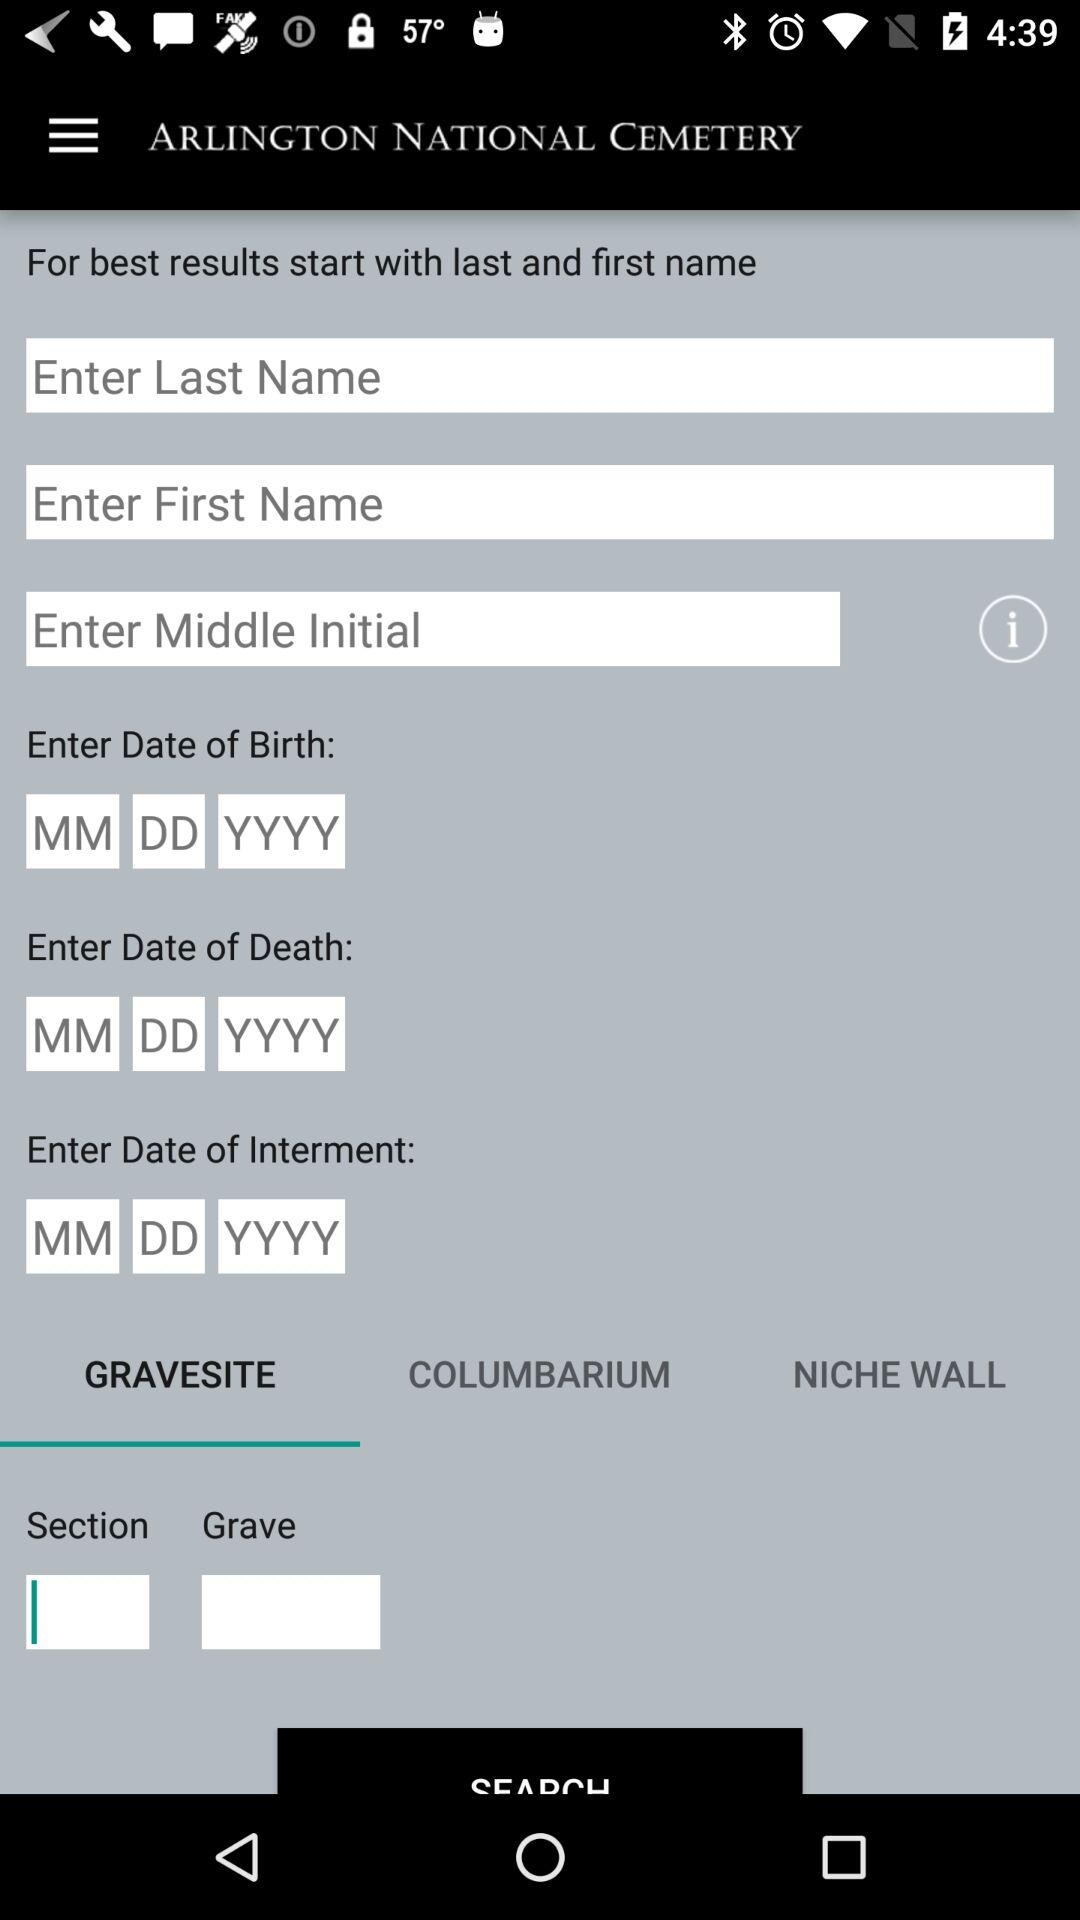 FAKE 57° 4:39
ARLINGTON NATIONAL CEMETERY
For best results start with last and first name
Enter Last Name
Enter First Name
Enter Middle Initial i
Enter Date of Birth:
MM DD YYYY
Enter Date of Death:
MM DD YYYY
Enter Date of Interment:
MM DD YYYY
GRAVESITE COLUMBARIUM NICHE WALL
Section Grave
SEARCH